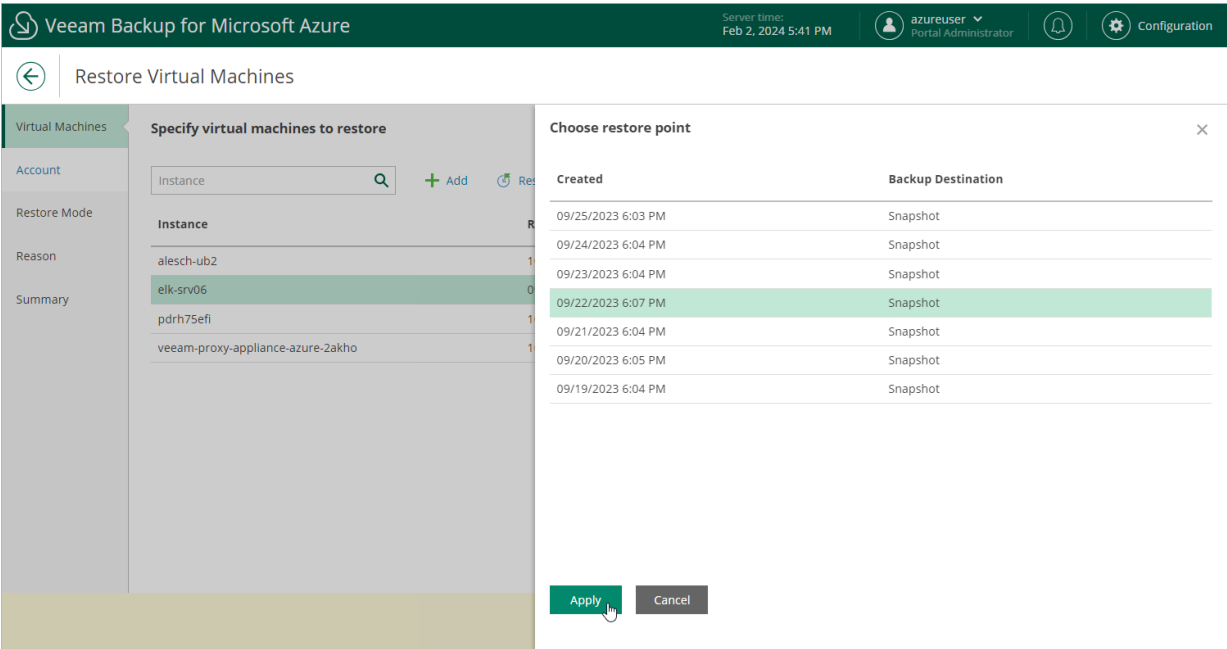 Veeam Backup for Microsoft Azure
Server time:
Feb 2, 2024 5:41 PM
azureuser
Portal Administrator
Configuration
Restore Virtual Machines
Virtual Machines
Account
Restore Mode
Reason
Summary
Specify virtual machines to restore
Instance
Add
Res
Instance R
alesch-ub2 1
elk-srv06 0
pdrh75efi 1
veeam-proxy-appliance-azure-2akho 1
Choose restore point
Created Backup Destination
09/25/2023 6:03 PM Snapshot
09/24/2023 6:04 PM Snapshot
09/23/2023 6:04 PM Snapshot
09/22/2023 6:07 PM Snapshot
09/21/2023 6:04 PM Snapshot
09/20/2023 6:05 PM Snapshot
09/19/2023 6:04 PM Snapshot
Apply Cancel